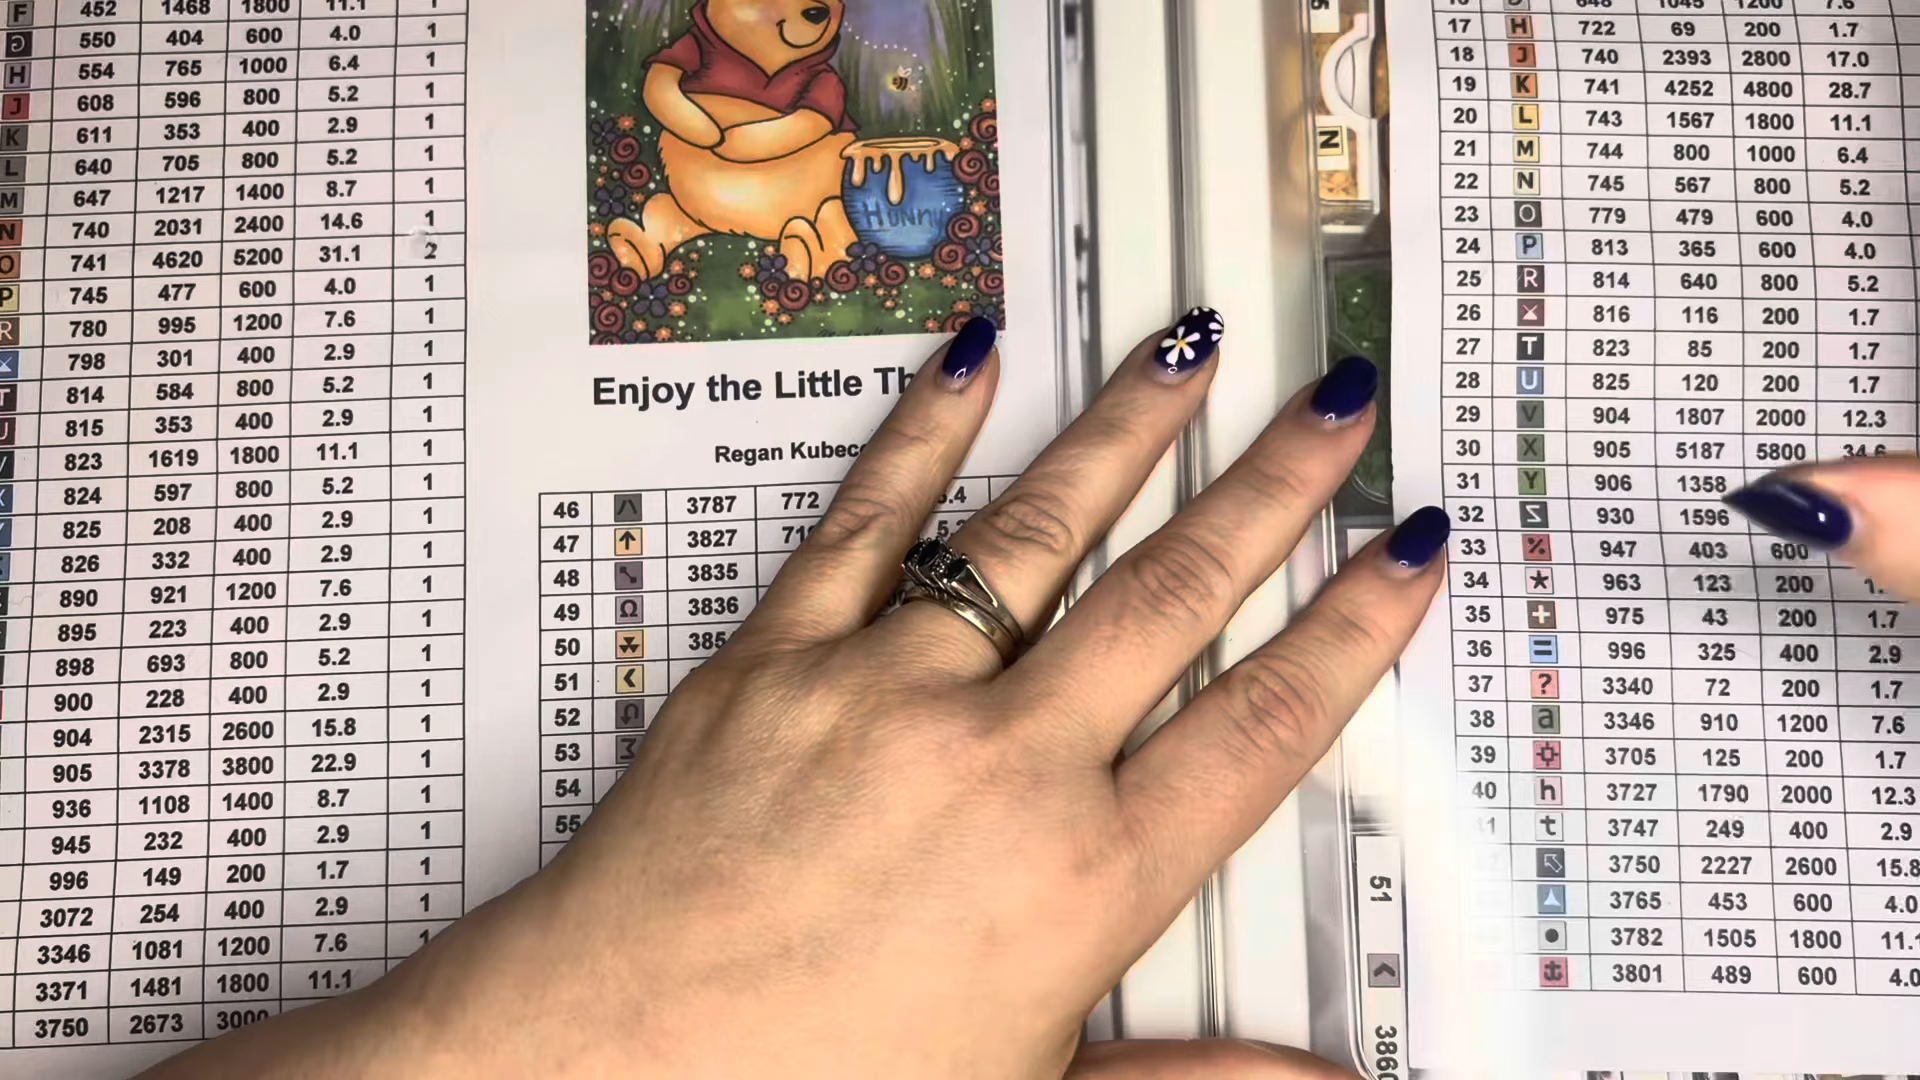 F 452 1468 1800 11.1 1
550 404 600 4.0 1
H 554 765 1000 6.4 1
J 608 596 800 5.2 1
K 611 353 400 2.9 1
L 640 705 800 5.2 1
M 647 1217 1400 8.7 1
N 740 2031 2400 14.6 1
O 741 4620 5200 31.1 2
P 745 477 600 4.0 1
R 780 995 1200 7.6 1
798 301 400 2.9 1
T 814 584 800 5.2 1
U 815 353 400 2.9 1
V 823 1619 1800 11.1 1
X 824 597 800 5.2 1
Y 825 208 400 2.9 1
826 332 400 2.9 1
890 921 1200 7.6 1
895 223 400 2.9 1
898 693 800 5.2 1
900 228 400 2.9 1
904 2315 2600 15.8 1
905 3378 3800 22.9 1
936 1108 1400 8.7 1
945 232 400 2.9 1
996 149 200 1.7 1
3072 254 400 2.9 1
3346 1081 1200 7.6 1
3371 1481 1800 11.1
3750 2673 3000
HUNNY
Enjoy the Little
Regan
46 3787 772
47 ↑ 3827
48 3835
49 Ω 3836
50
51
52
53
54
55
N
51
3860
17 H 722 69 200 1.7
18 J 740 2393 2800 17.0
19 K 741 4252 4800 28.7
20 L 743 1567 1800 11.1
21 M 744 800 1000 6.4
22 N 745 567 800 5.2
23 O 779 479 600 4.0
24 P 813 365 600 4.0
25 R 814 640 800 5.2
26 816 116 200 1.7
27 T 823 85 200 1.7
28 U 825 120 200 1.7
29 V 904 1807 2000 12.3
30 X 905 5187 5800 34.6
31 Y 906 1358
32 930 1596
33 % 947 403 600
34 ★ 963 123 200
35 + 975 43 200 1.7
36 = 996 325 400 2.9
37 ? 3340 72 200 1.7
38 a 3346 910 1200 7.6
39 3705 125 200 1.7
40 h 3727 1790 2000 12.3
41 t 3747 249 400 2.9
3750 2227 2600 15.8
3765 453 600 4.0
● 3782 1505 1800 11.1
⚓ 3801 489 600 4.0